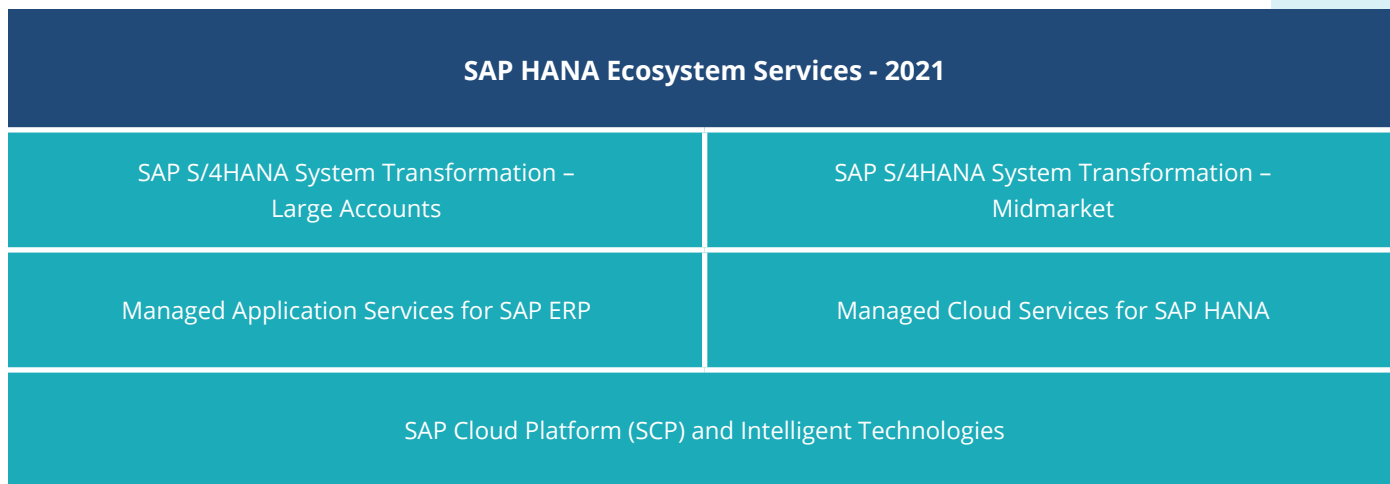 SAP HANA Ecosystem Services - 2021
SAP S/4HANA System Transformation –
Large Accounts
SAP S/4HANA System Transformation –
Midmarket
Managed Application Services for SAP ERP
Managed Cloud Services for SAP HANA
SAP Cloud Platform (SCP) and Intelligent Technologies